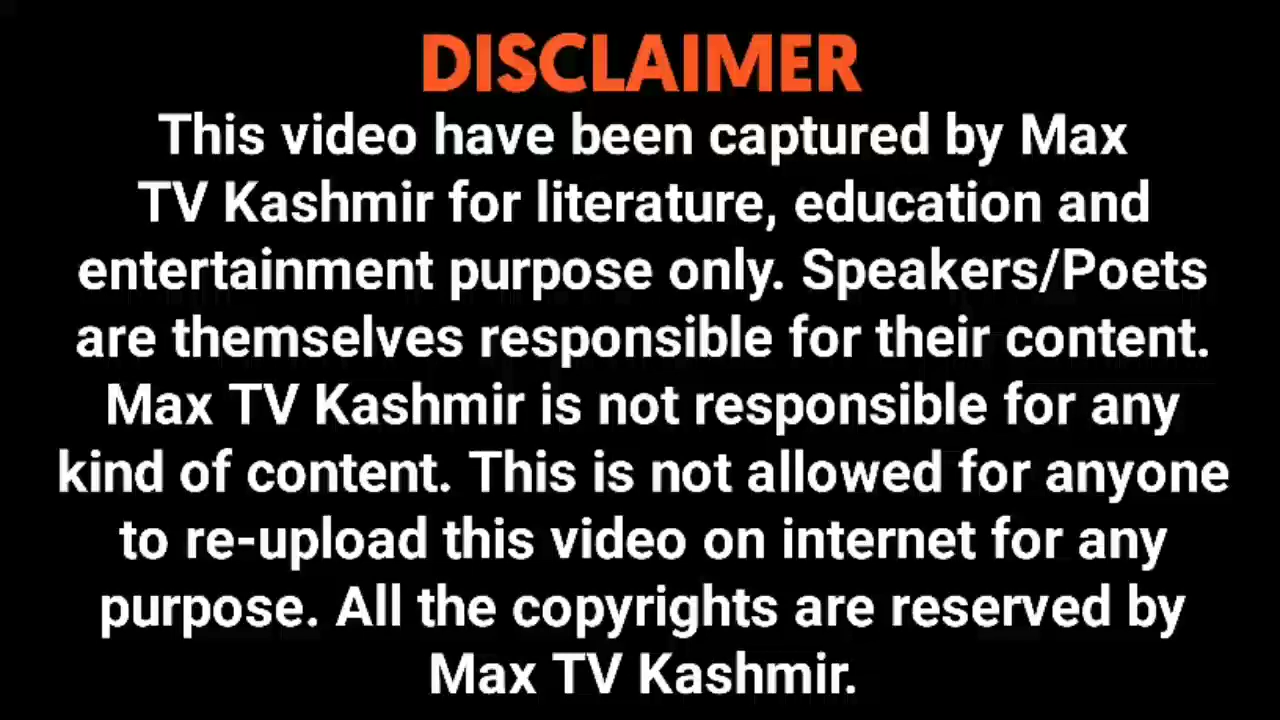 DISCLAIMER
This video have been captured by Max
TV Kashmir for literature, education and
entertainment purpose only. Speakers/Poets
are themselves responsible for their content.
Max TV Kashmir is not responsible for any
kind of content. This is not allowed for anyone
to re-upload this video on internet for any
purpose. All the copyrights are reserved by
Max TV Kashmir.